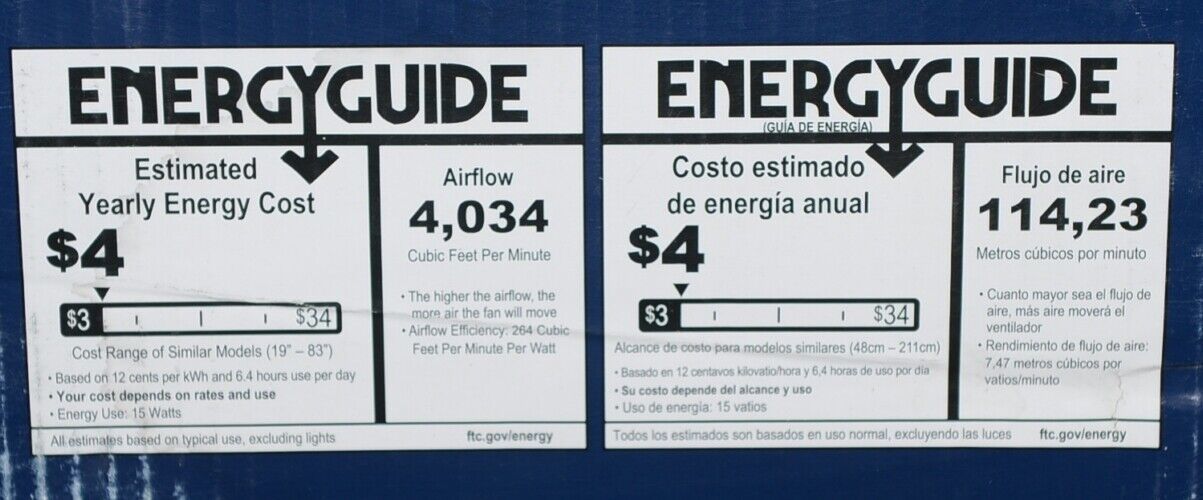 ENERGYGUIDE
Estimated
Yearly Energy Cost
$4
$3
$34
Cost Range of Similar Models (19" – 83")
• Based on 12 cents per kWh and 6.4 hours use per day
• Your cost depends on rates and use
• Energy Use: 15 Watts
Airflow
4,034
Cubic Feet Per Minute
• The higher the airflow, the
more air the fan will move
• Airflow Efficiency: 264 Cubic
Feet Per Minute Per Watt
All estimates based on typical use, excluding lights
ftc.gov/energy
ENERGYGUIDE
(GUÍA DE ENERGÍA)
Costo estimado
de energía anual
$4
$3
$34
Alcance de costo para modelos similares (48cm – 211cm)
• Basado en 12 centavos kilovatio/hora y 6,4 horas de uso por día
• Su costo depende del alcance y uso
• Uso de energía: 15 vatios
Flujo de aire
114,23
Metros cúbicos por minuto
• Cuanto mayor sea el flujo de
aire, más aire moverá el
ventilador
• Rendimiento de flujo de aire:
7,47 metros cúbicos por
vatios/minuto
Todos los estimados son basados en uso normal, excluyendo las luces
ftc.gov/energy